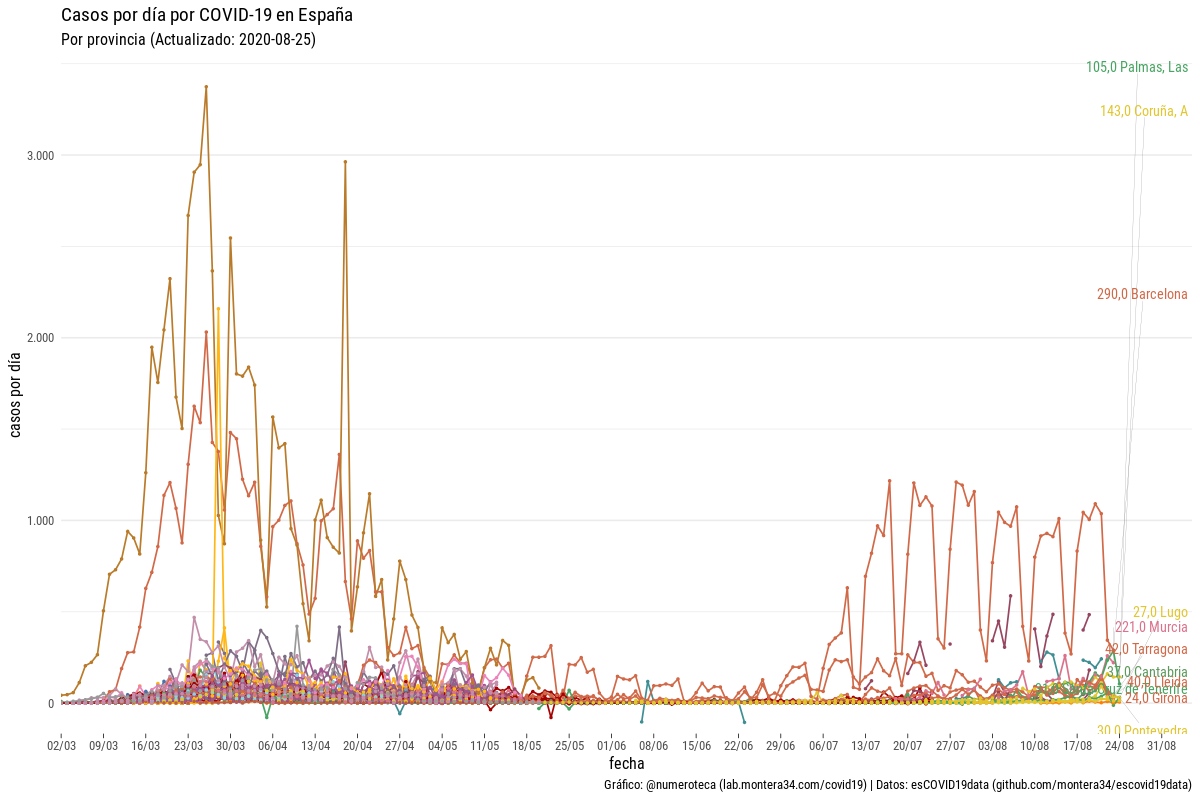 Casos por día por COVID-19 en España
Por provincia (Actualizado: 2020-08-25)
105,0 Palmas, Las
143,0 Coruña, A
3.000
290,0 Barcelona
2.000
casos por día
1.000
27,0 Lugo
221,0 Murcia
Tarragona
Cantabria
40,0 Lleida
Cruz de Tenerife
24,0 Girona
0
30,0 Pontevedra
02/03 09/03 16/03 23/03 30/03 06/04 13/04 20/04 27/04 04/05 11/05 18/05 25/05 01/06 08/06 15/06 22/06 29/06 06/07 13/07 20/07 27/07 03/08 10/08 17/08 24/08 31/08
fecha
Gráfico: @numeroteca (lab.montera34.com/covid19) | Datos: esCOVID19data (github.com/montera34/escovid19data)